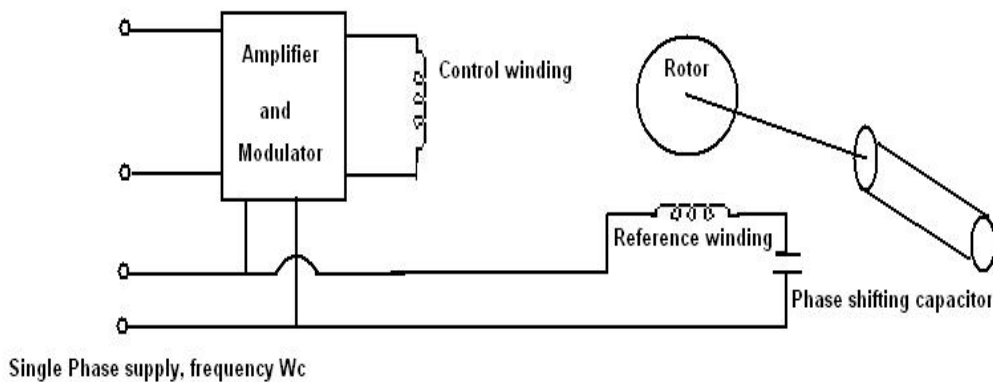 Amplifier
and
Modulator
Control winding
Rotor
Reference winding
Phase shifting capacitor
Single Phase supply, frequency Wc